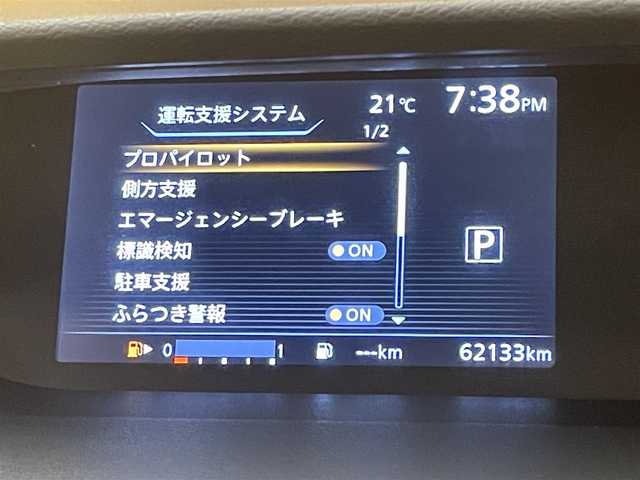 21℃ 7:38PM
運転支援システム
1/2
プロパイロット
側方支援
エマージェンシーブレーキ
標識検知 ON
駐車支援
ふらつき警報 ON
P
0 1 ---km 62133km